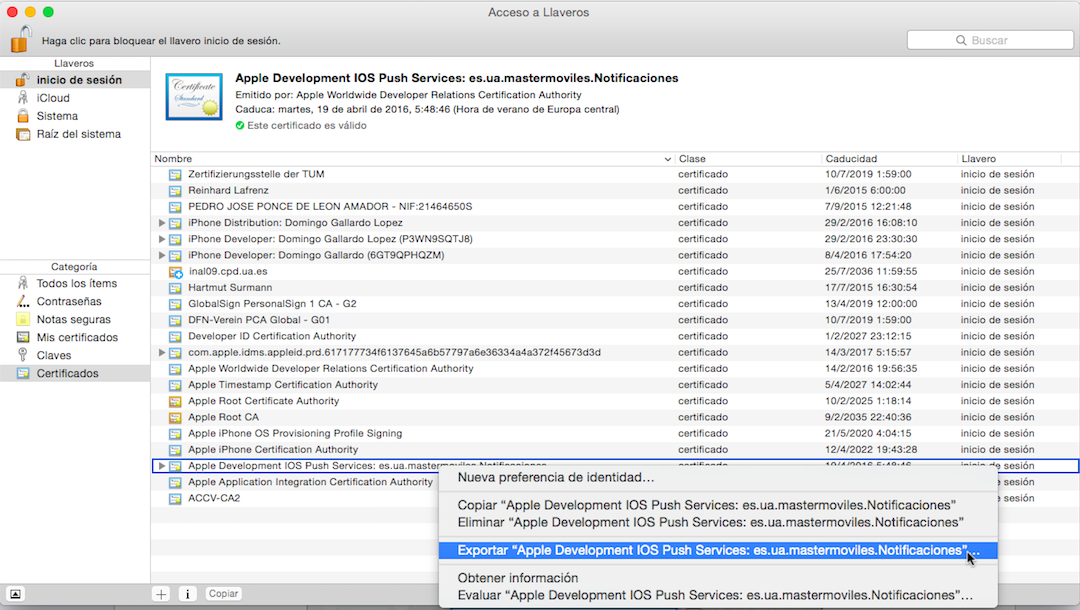 Acceso a Llaveros
Haga clic para bloquear el llavero inicio de sesión.
Buscar
Llaveros
inicio de sesión
iCloud
Sistema
Raíz del sistema
Certificate
Standard
Apple Development IOS Push Services: es.ua.mastermoviles.Notificaciones
Emitido por: Apple Worldwide Developer Relations Certification Authority
Caduca: martes, 19 de abril de 2016, 5:48:46 (Hora de verano de Europa central)
Este certificado es válido
Nombre Clase Caducidad Llavero
Zertifizierungsstelle der TUM certificado 10/7/2019 1:59:00 inicio de sesión
Reinhard Lafrenz certificado 1/6/2015 6:00:00 inicio de sesión
PEDRO JOSE PONCE DE LEON AMADOR - NIF:21464650S certificado 7/9/2015 12:21:48 inicio de sesión
iPhone Distribution: Domingo Gallardo Lopez certificado 29/2/2016 16:08:10 inicio de sesión
iPhone Developer: Domingo Gallardo Lopez (P3WN9SQTJ8) certificado 29/2/2016 23:30:30 inicio de sesión
iPhone Developer: Domingo Gallardo (6GT9QPHQZM) certificado 8/4/2016 17:54:20 inicio de sesión
inal09.cpd.ua.es certificado 25/7/2036 11:59:55 inicio de sesión
Hartmut Surmann certificado 17/7/2015 16:30:54 inicio de sesión
GlobalSign PersonalSign 1 CA - G2 certificado 13/4/2019 12:00:00 inicio de sesión
DFN-Verein PCA Global - G01 certificado 10/7/2019 1:59:00 inicio de sesión
Developer ID Certification Authority certificado 1/2/2027 23:12:15 inicio de sesión
com.apple.idms.appleid.prd.617177734f6137645a6b57797a6e36334a4a372f45673d3d certificado 14/3/2017 5:15:57 inicio de sesión
Apple Worldwide Developer Relations Certification Authority certificado 14/2/2016 19:56:35 inicio de sesión
Apple Timestamp Certification Authority certificado 5/4/2027 14:02:44 inicio de sesión
Apple Root Certificate Authority certificado 10/2/2025 1:18:14 inicio de sesión
Apple Root CA certificado 9/2/2035 22:40:36 inicio de sesión
Apple iPhone OS Provisioning Profile Signing certificado 21/5/2020 4:04:15 inicio de sesión
Apple iPhone Certification Authority certificado 12/4/2022 19:43:28 inicio de sesión
Apple Development IOS Push Services: es.ua.mastermoviles.Notificaciones certificado 19/4/2016 5:48:46 inicio de sesión
Apple Application Integration Certification Authority sesión
ACCV-CA2 sesión
Categoría
Todos los ítems
Contraseñas
Notas seguras
Mis certificados
Claves
Certificados
Nueva preferencia de identidad…
Copiar “Apple Development IOS Push Services: es.ua.mastermoviles.Notificaciones”
Eliminar “Apple Development IOS Push Services: es.ua.mastermoviles.Notificaciones”
Exportar “Apple Development IOS Push Services: es.ua.mastermoviles.Notificaciones”…
Obtener información
Evaluar “Apple Development IOS Push Services: es.ua.mastermoviles.Notificaciones”…
+ i Copiar